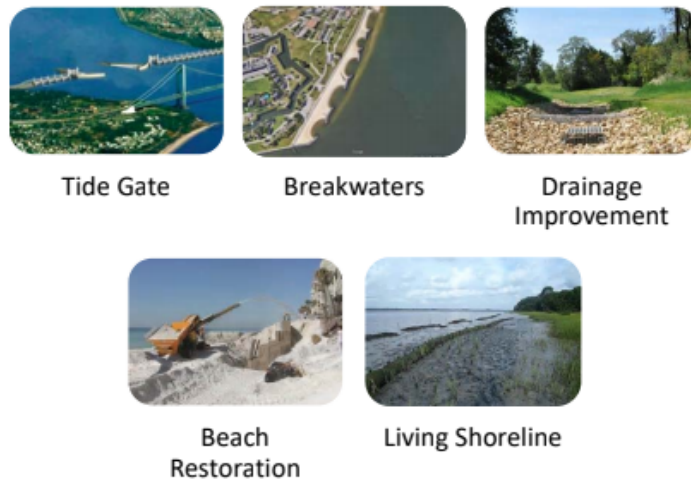 Tide Gate
Breakwaters
Drainage
Improvement
Beach
Restoration
Living Shoreline